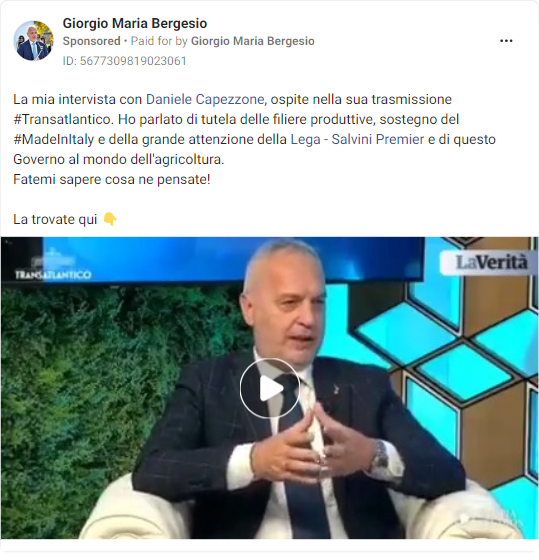 Giorgio Maria Bergesio
Sponsored • Paid for by Giorgio Maria Bergesio
ID: 5677309819023061
La mia intervista con Daniele Capezzone, ospite nella sua trasmissione
#Transatlantico. Ho parlato di tutela delle filiere produttive, sostegno del
#MadeInItaly e della grande attenzione della Lega - Salvini Premier e di questo
Governo al mondo dell'agricoltura.
Fatemi sapere cosa ne pensate!
La trovate qui 👇
TRANSATLANTICO
LaVerità